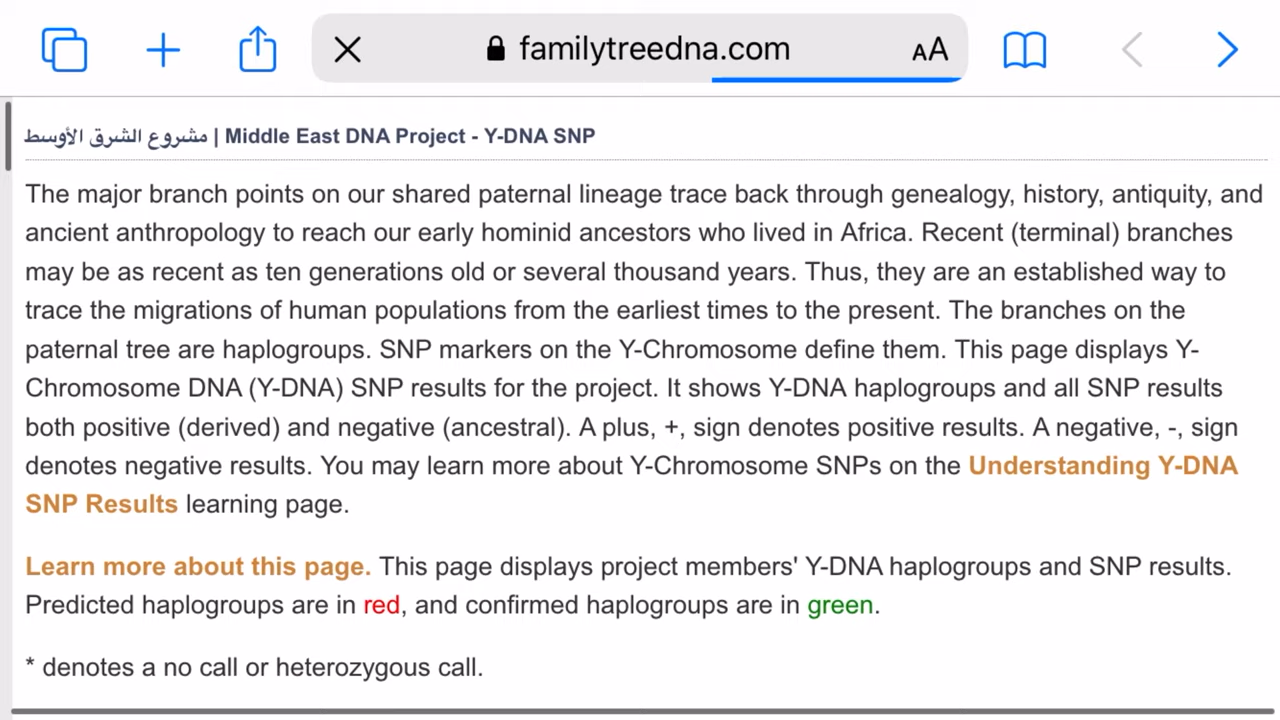 familytreedna.com
AA
مشروع الشرق الأوسط | Middle East DNA Project - Y-DNA SNP
The major branch points on our shared paternal lineage trace back through genealogy, history, antiquity, and
ancient anthropology to reach our early hominid ancestors who lived in Africa. Recent (terminal) branches
may be as recent as ten generations old or several thousand years. Thus, they are an established way to
trace the migrations of human populations from the earliest times to the present. The branches on the
paternal tree are haplogroups. SNP markers on the Y-Chromosome define them. This page displays Y-
Chromosome DNA (Y-DNA) SNP results for the project. It shows Y-DNA haplogroups and all SNP results
both positive (derived) and negative (ancestral). A plus, +, sign denotes positive results. A negative, -, sign
denotes negative results. You may learn more about Y-Chromosome SNPs on the Understanding Y-DNA
SNP Results learning page.
Learn more about this page. This page displays project members' Y-DNA haplogroups and SNP results.
Predicted haplogroups are in red, and confirmed haplogroups are in green.
* denotes a no call or heterozygous call.